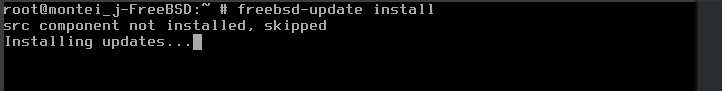 root@montei_j-FreeBSD:~ # freebsd-update install
src component not installed, skipped
Installing updates...